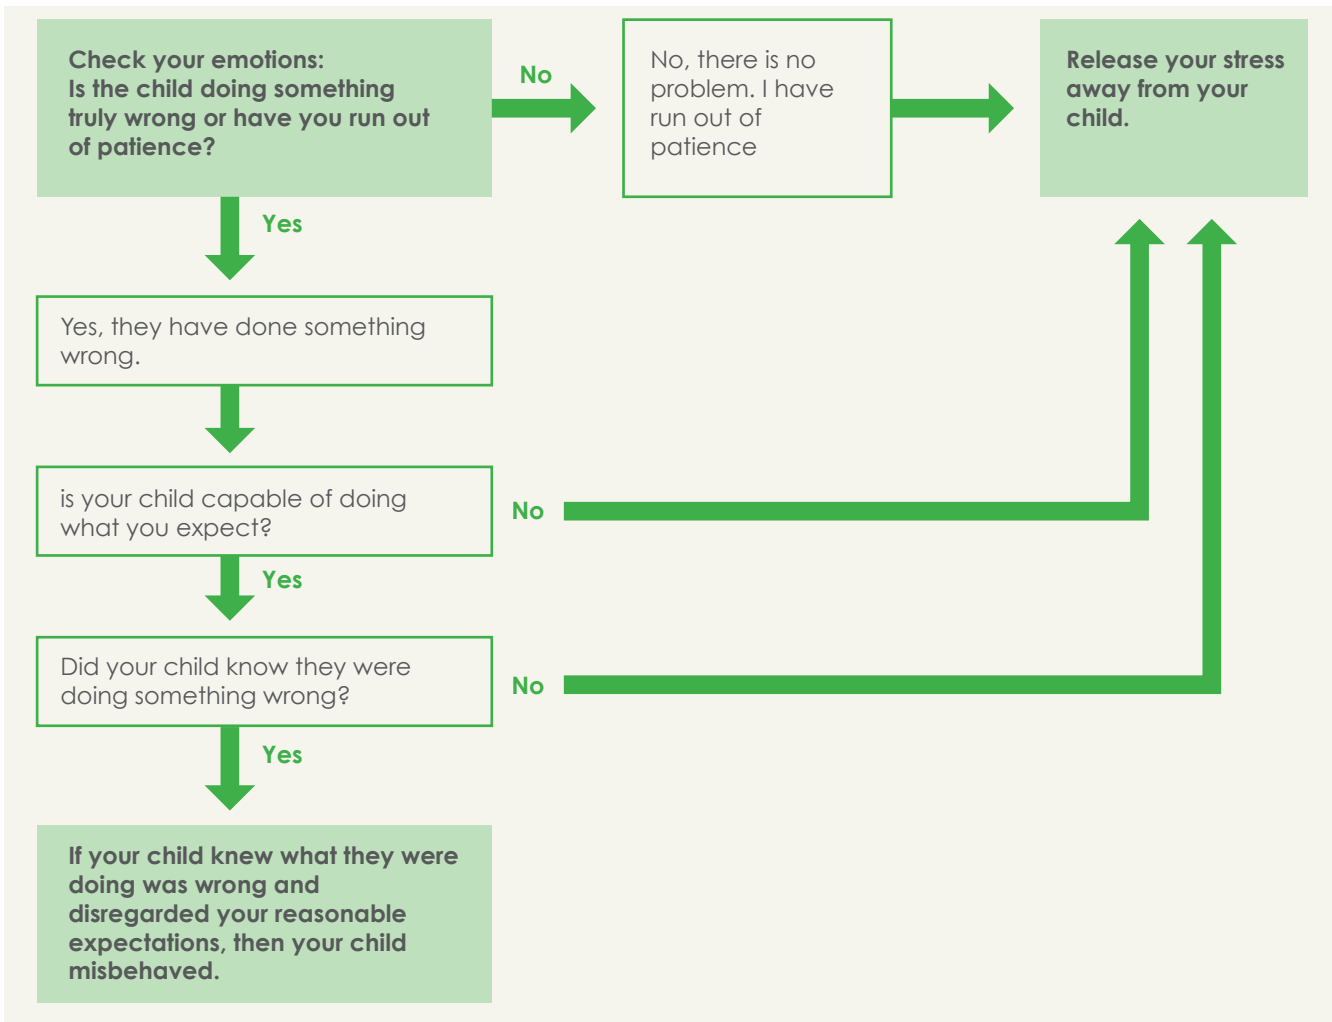 Check your emotions:
Is the child doing something
truly wrong or have you run out
of patience?
No
No, there is no
problem. I have
run out of
patience
Release your stress
away from your
child.
Yes
Yes, they have done something
wrong.
is your child capable of doing
what you expect?
No
Yes
Did your child know they were
doing something wrong?
No
Yes
If your child knew what they were
doing was wrong and
disregarded your reasonable
expectations, then your child
misbehaved.